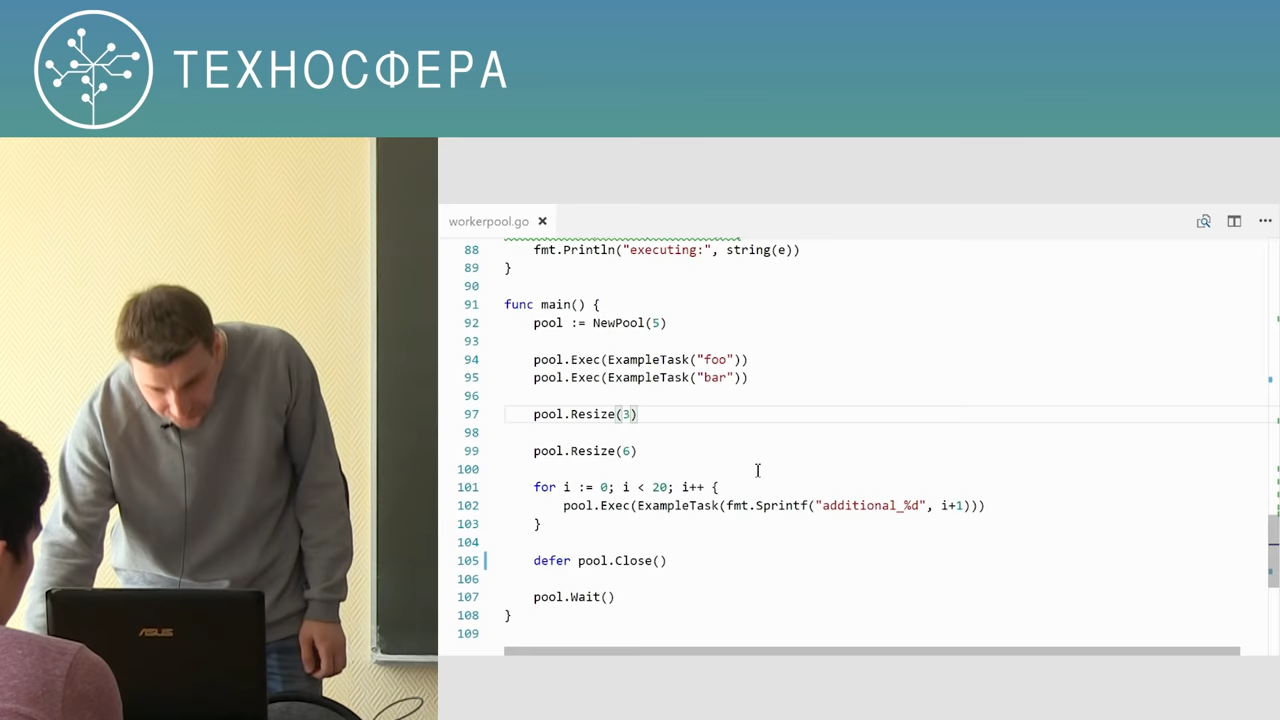 ТЕХНОСФЕРА
workerpool.go
88 fmt.Println("executing:", string(e))
89 }
90
91 func main() {
92 pool := NewPool(5)
93
94 pool.Exec(ExampleTask("foo"))
95 pool.Exec(ExampleTask("bar"))
96
97 pool.Resize(3)
98
99 pool.Resize(6)
100
101 for i := 0; i < 20; i++ {
102 pool.Exec(ExampleTask(fmt.Sprintf("additional_%d", i+1)))
103 }
104
105 defer pool.Close()
106
107 pool.Wait()
108 }
109
ASUS